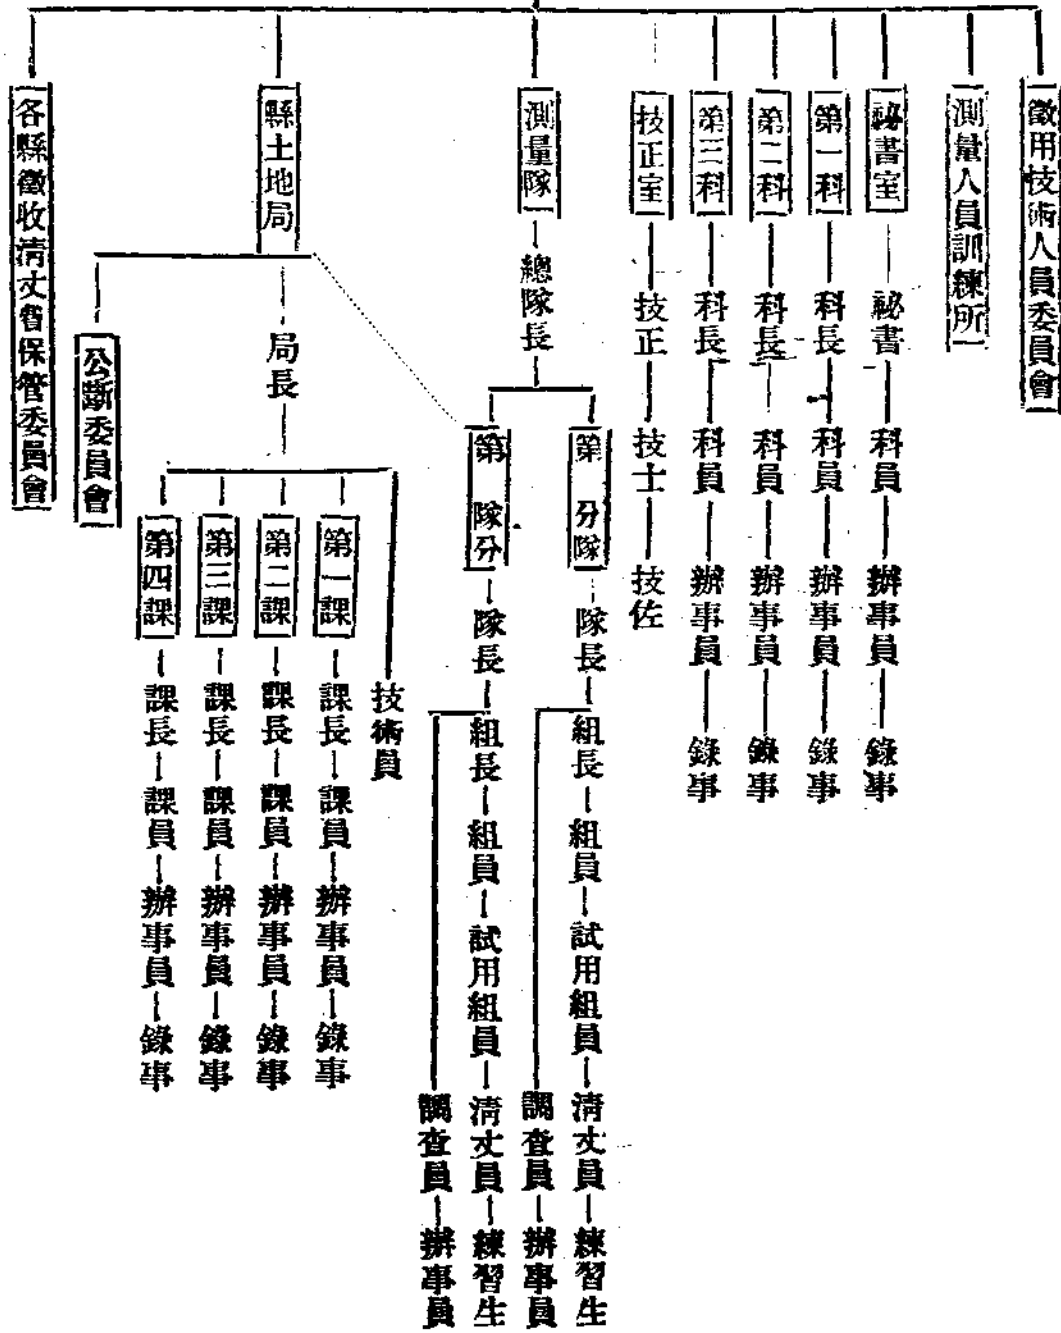 徵用技術人員委員會
測量人員訓練所
祕書室
祕書
科員
辦事員
錄事
第一科
科長
科員
辦事員
錄事
第二科
科長
科員
辦事員
錄事
第三科
科長
科員
辦事員
錄事
技正室
技正
技士
技佐
測量隊
總隊長
第 分隊
隊長
組長
組員
試用組員
清丈員
練習生
調查員
辦事員
第 隊分
隊長
組長
組員
試用組員
清丈員
練習生
調查員
辦事員
縣土地局
局長
技術員
第一課
課長
課員
辦事員
錄事
第二課
課長
課員
辦事員
錄事
第三課
課長
課員
辦事員
錄事
第四課
課長
課員
辦事員
錄事
公斷委員會
各縣徵收清丈保管委員會